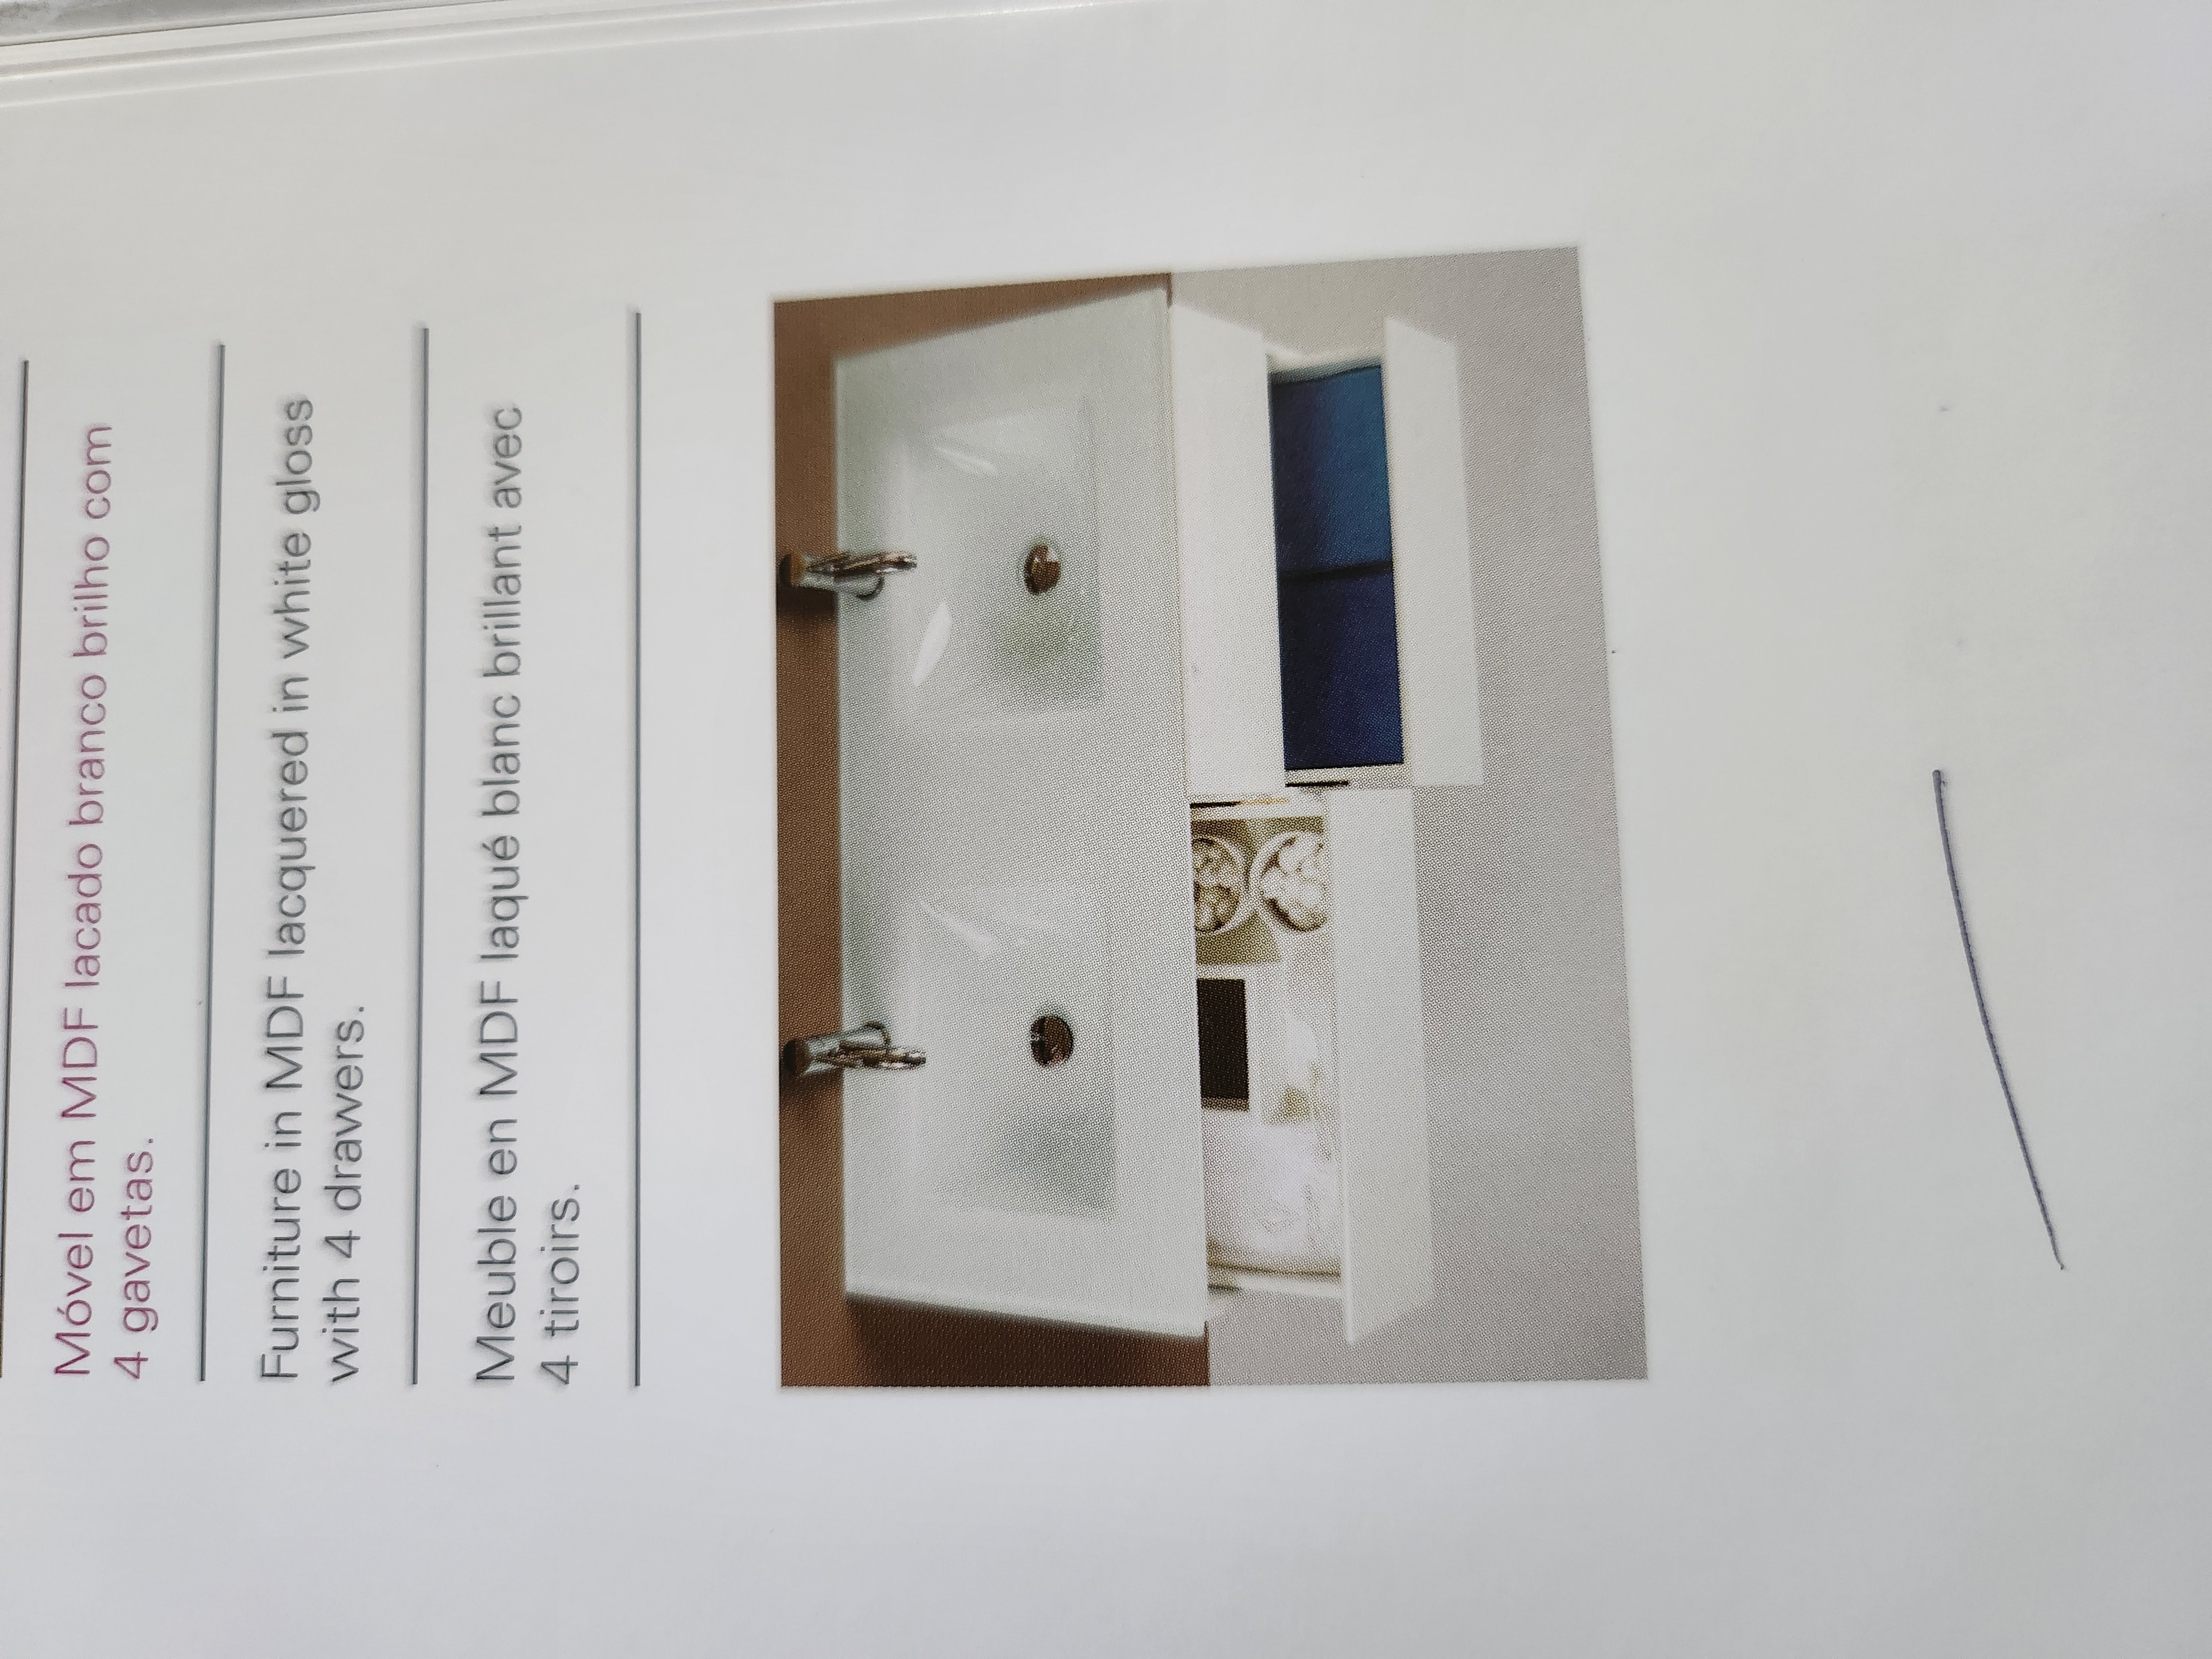 Móvel em MDF lacado branco brilho com
4 gavetas.
Furniture in MDF lacquered in white gloss
with 4 drawers.
Meuble en MDF laqué blanc brillant avec
4 tiroirs.